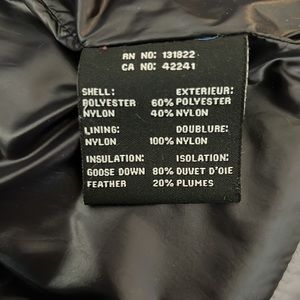 RN NO: 131822
CA NO: 42241
SHELL: EXTERIEUR:
POLYESTER 60% POLYESTER
NYLON 40% NYLON
LINING: DOUBLURE:
NYLON 100% NYLON
INSULATION: ISOLATION:
GOOSE DOWN 80% DUVET D'OIE
FEATHER 20% PLUMES